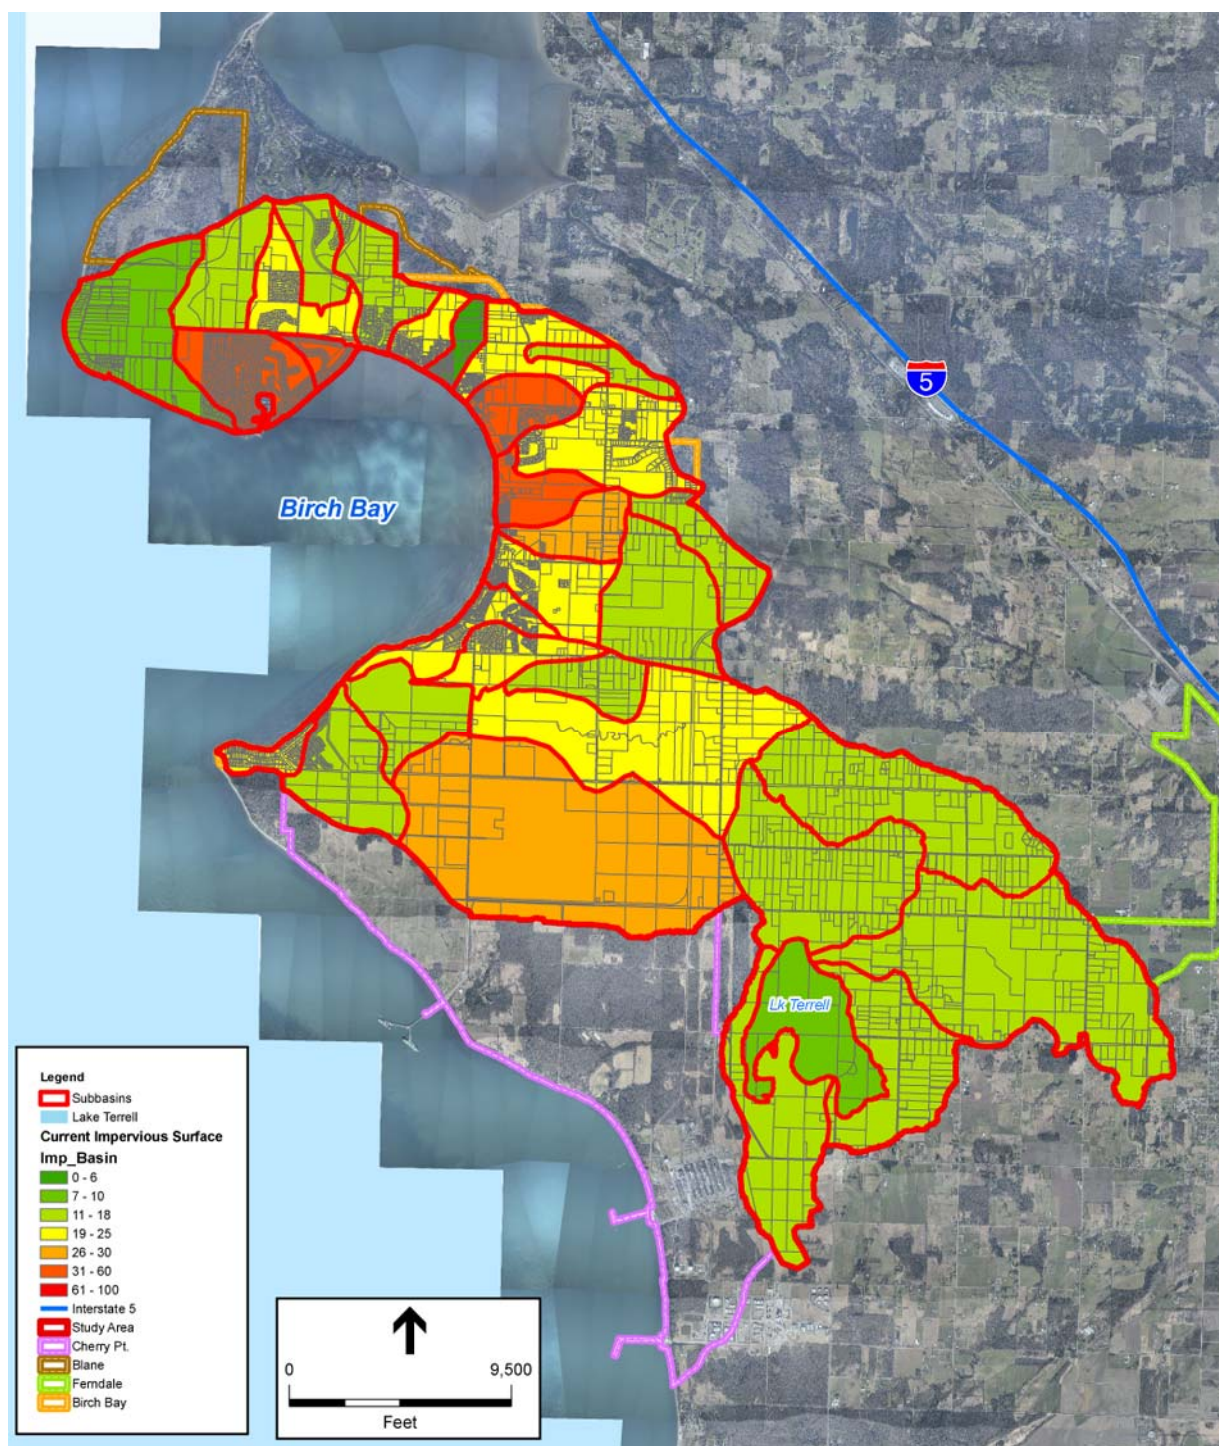 5
Birch Bay
Lk Terrell
Legend
Subbasins
Lake Terrell
Current Impervious Surface
Imp_Basin
0 - 6
7 - 10
11 - 18
19 - 25
26 - 30
31 - 60
61 - 100
Interstate 5
Study Area
Cherry Pt.
Blane
Ferndale
Birch Bay
0 9,500
Feet